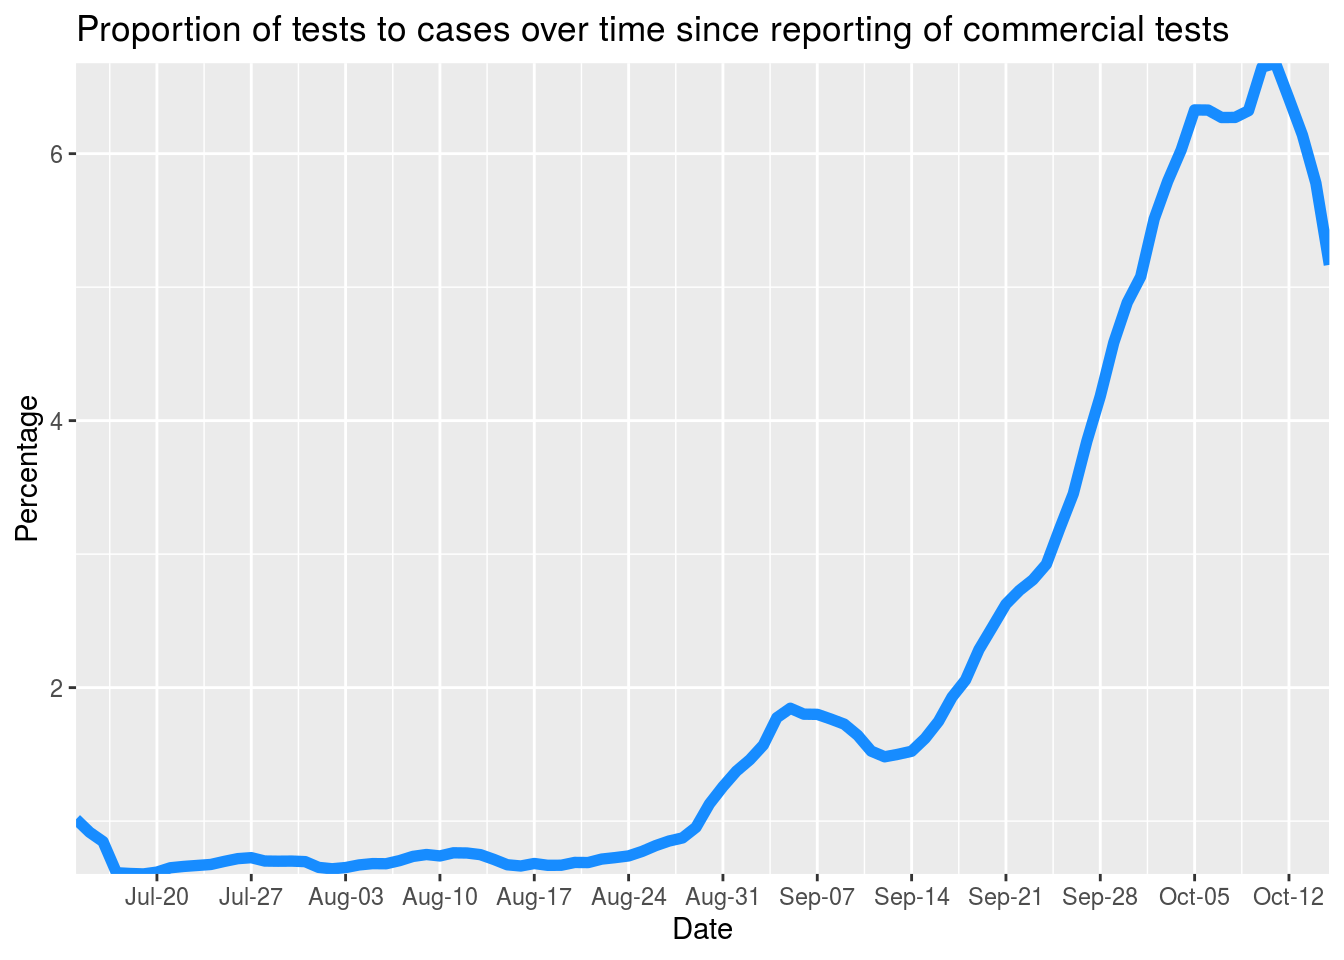 Proportion of tests to cases over time since reporting of commercial tests
Percentage
6
4
2
Jul-20 Jul-27 Aug-03 Aug-10 Aug-17 Aug-24 Aug-31 Sep-07 Sep-14 Sep-21 Sep-28 Oct-05 Oct-12
Date